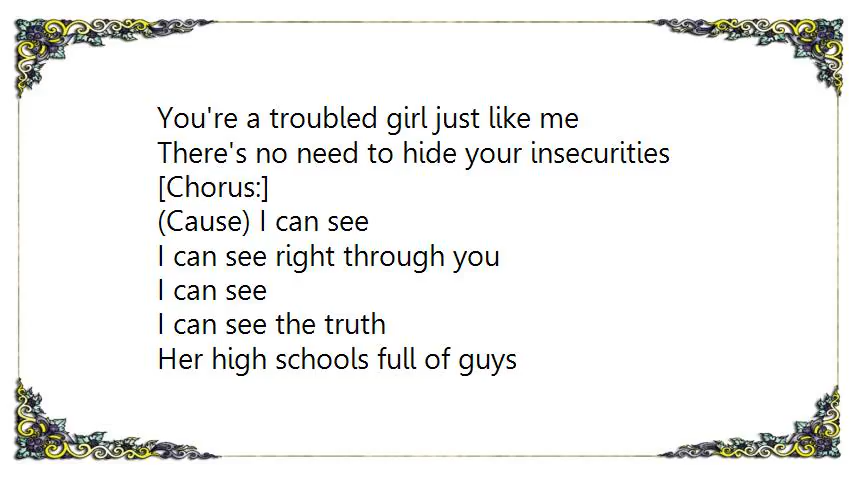 You're a troubled girl just like me
There's no need to hide your insecurities
[Chorus:]
(Cause) I can see
I can see right through you
I can see
I can see the truth
Her high schools full of guys